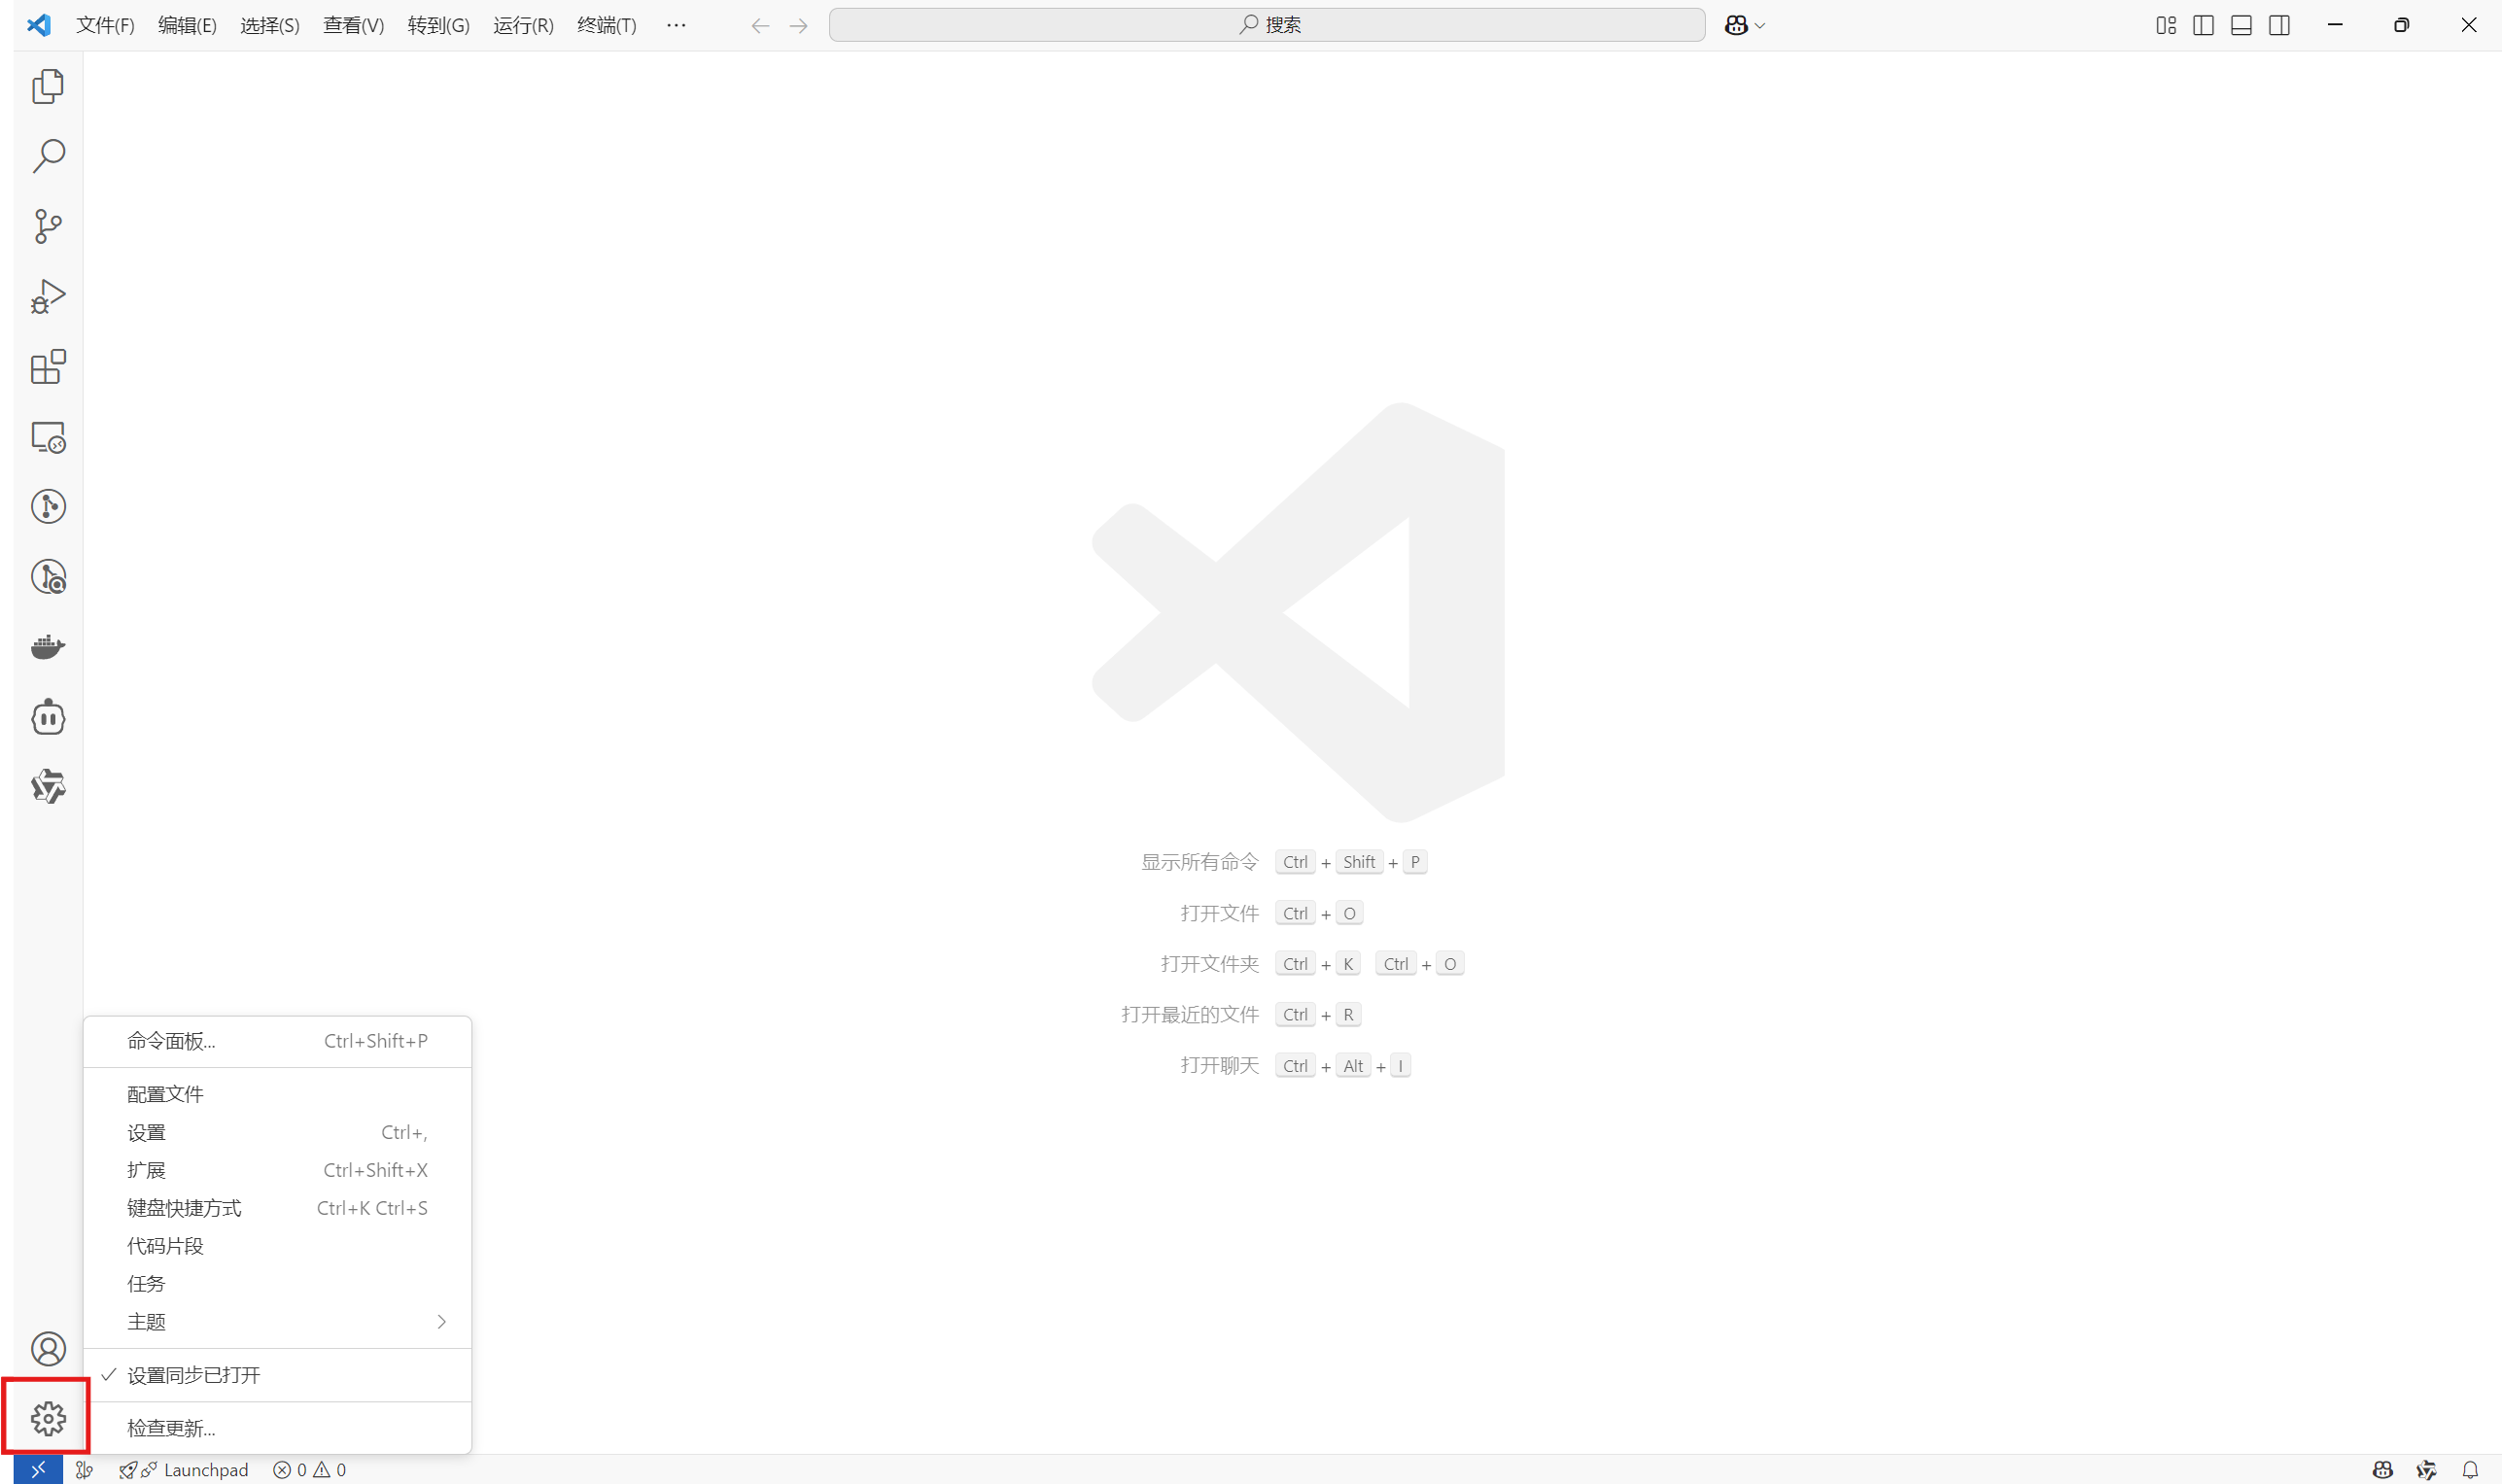 文件(F) 编辑(E) 选择(S) 查看(V) 转到(G) 运行(R) 终端(T) ··· 搜索
显示所有命令 Ctrl + Shift + P
打开文件 Ctrl + O
打开文件夹 Ctrl + K Ctrl + O
打开最近的文件 Ctrl + R
打开聊天 Ctrl + Alt + I
命令面板... Ctrl+Shift+P
配置文件
设置 Ctrl+,
扩展 Ctrl+Shift+X
键盘快捷方式 Ctrl+K Ctrl+S
代码片段
任务
主题
设置同步已打开
检查更新...
Launchpad 0 0